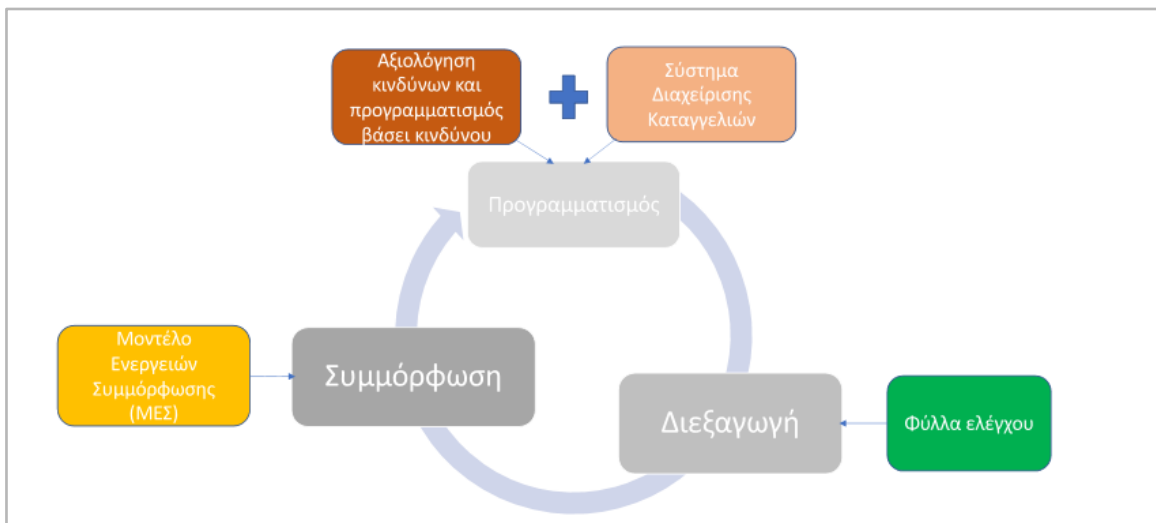 Αξιολόγηση
κινδύνων και
προγραμματισμός
βάσει κινδύνου
Σύστημα
Διαχείρισης
Καταγγελιών
Προγραμματισμός
Μοντέλο
Ενεργειών
Συμμόρφωσης
(ΜΕΣ)
Συμμόρφωση
Διεξαγωγή
Φύλλα ελέγχου